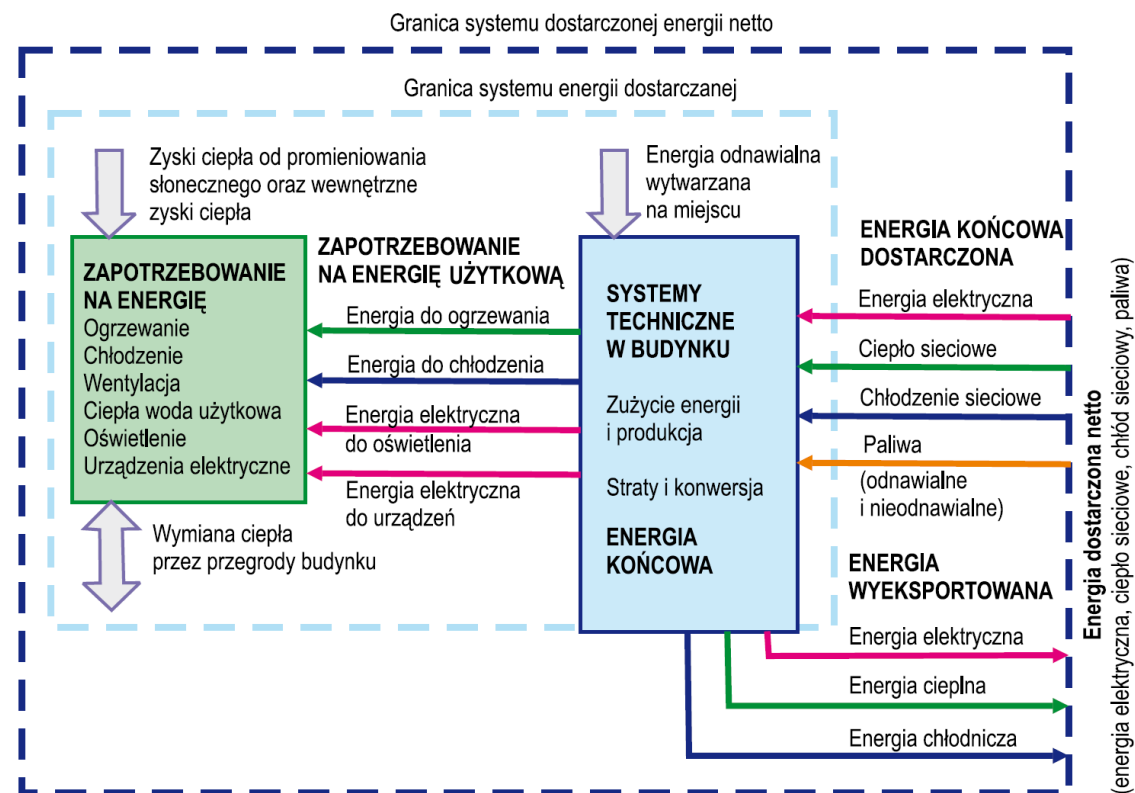 Granica systemu dostarczonej energii netto
Granica systemu energii dostarczanej
Zyski ciepła od promieniowania
słonecznego oraz wewnętrzne
zyski ciepła
Energia odnawialna
wytwarzana
na miejscu
ZAPOTRZEBOWANIE
NA ENERGIĘ
Ogrzewanie
Chłodzenie
Wentylacja
Ciepła woda użytkowa
Oświetlenie
Urządzenia elektryczne
Wymiana ciepła
przez przegrody budynku
ZAPOTRZEBOWANIE
NA ENERGIĘ UŻYTKOWĄ
Energia do ogrzewania
Energia do chłodzenia
Energia elektryczna
do oświetlenia
Energia elektryczna
do urządzeń
SYSTEMY
TECHNICZNE
W BUDYNKU
Zużycie energii
i produkcja
Straty i konwersja
ENERGIA
KOŃCOWA
ENERGIA KOŃCOWA
DOSTARCZONA
Energia elektryczna
Ciepło sieciowe
Chłodzenie sieciowe
Paliwa
(odnawialne
i nieodnawialne)
ENERGIA
WYEKSPORTOWANA
Energia elektryczna
Energia cieplna
Energia chłodnicza
Energia dostarczona netto
(energia elektryczna, ciepło sieciowe, chłód sieciowy, paliwa)